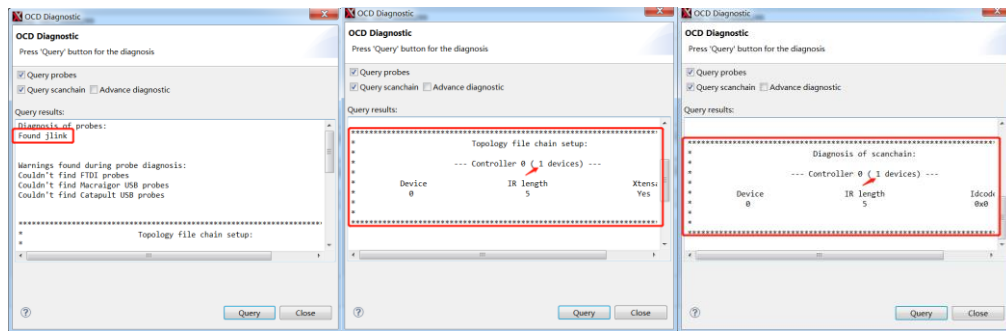 OCD Diagnostic
OCD Diagnostic
Press 'Query' button for the diagnosis
Query probes
Query scanchain Advance diagnostic
Query results:
Diagnosis of probes:
Found jlink
Warnings found during probe diagnosis:
Couldn't find FTDI probes
Couldn't find Macraigor USB probes
Couldn't find Catapult USB probes
* Topology file chain setup:
*
Query Close
OCD Diagnostic
OCD Diagnostic
Press 'Query' button for the diagnosis
Query probes
Query scanchain Advance diagnostic
Query results:
* Topology file chain setup:
*
* --- Controller 0 ( 1 devices) ---
*
* Device IR length Xtensa
* 0 5 Yes
*
*
Query Close
OCD Diagnostic
OCD Diagnostic
Press 'Query' button for the diagnosis
Query probes
Query scanchain Advance diagnostic
Query results:
* Diagnosis of scanchain:
*
* --- Controller 0 ( 1 devices) ---
*
* Device IR length Idcode
* 0 5 0x0
*
*
Query Close